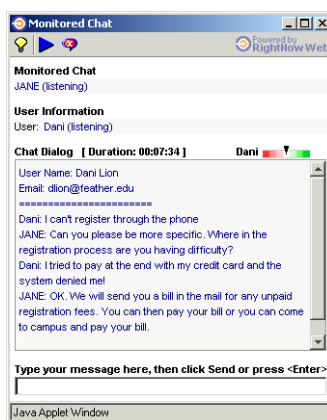 Monitored Chat
Powered by
RightNow Web
Monitored Chat
JANE (listening)
User Information
User: Dani (listening)
Chat Dialog [ Duration: 00:07:34 ] Dani
User Name: Dani Lion
Email: dlion@feather.edu
========================
Dani: I can't register through the phone
JANE: Can you please be more specific. Where in the
registration process are you having difficulty?
Dani: I tried to pay at the end with my credit card and the
system denied me!
JANE: OK. We will send you a bill in the mail for any unpaid
registration fees. You can then pay your bill or you can come
to campus and pay your bill.
Type your message here, then click Send or press <Enter>
Java Applet Window